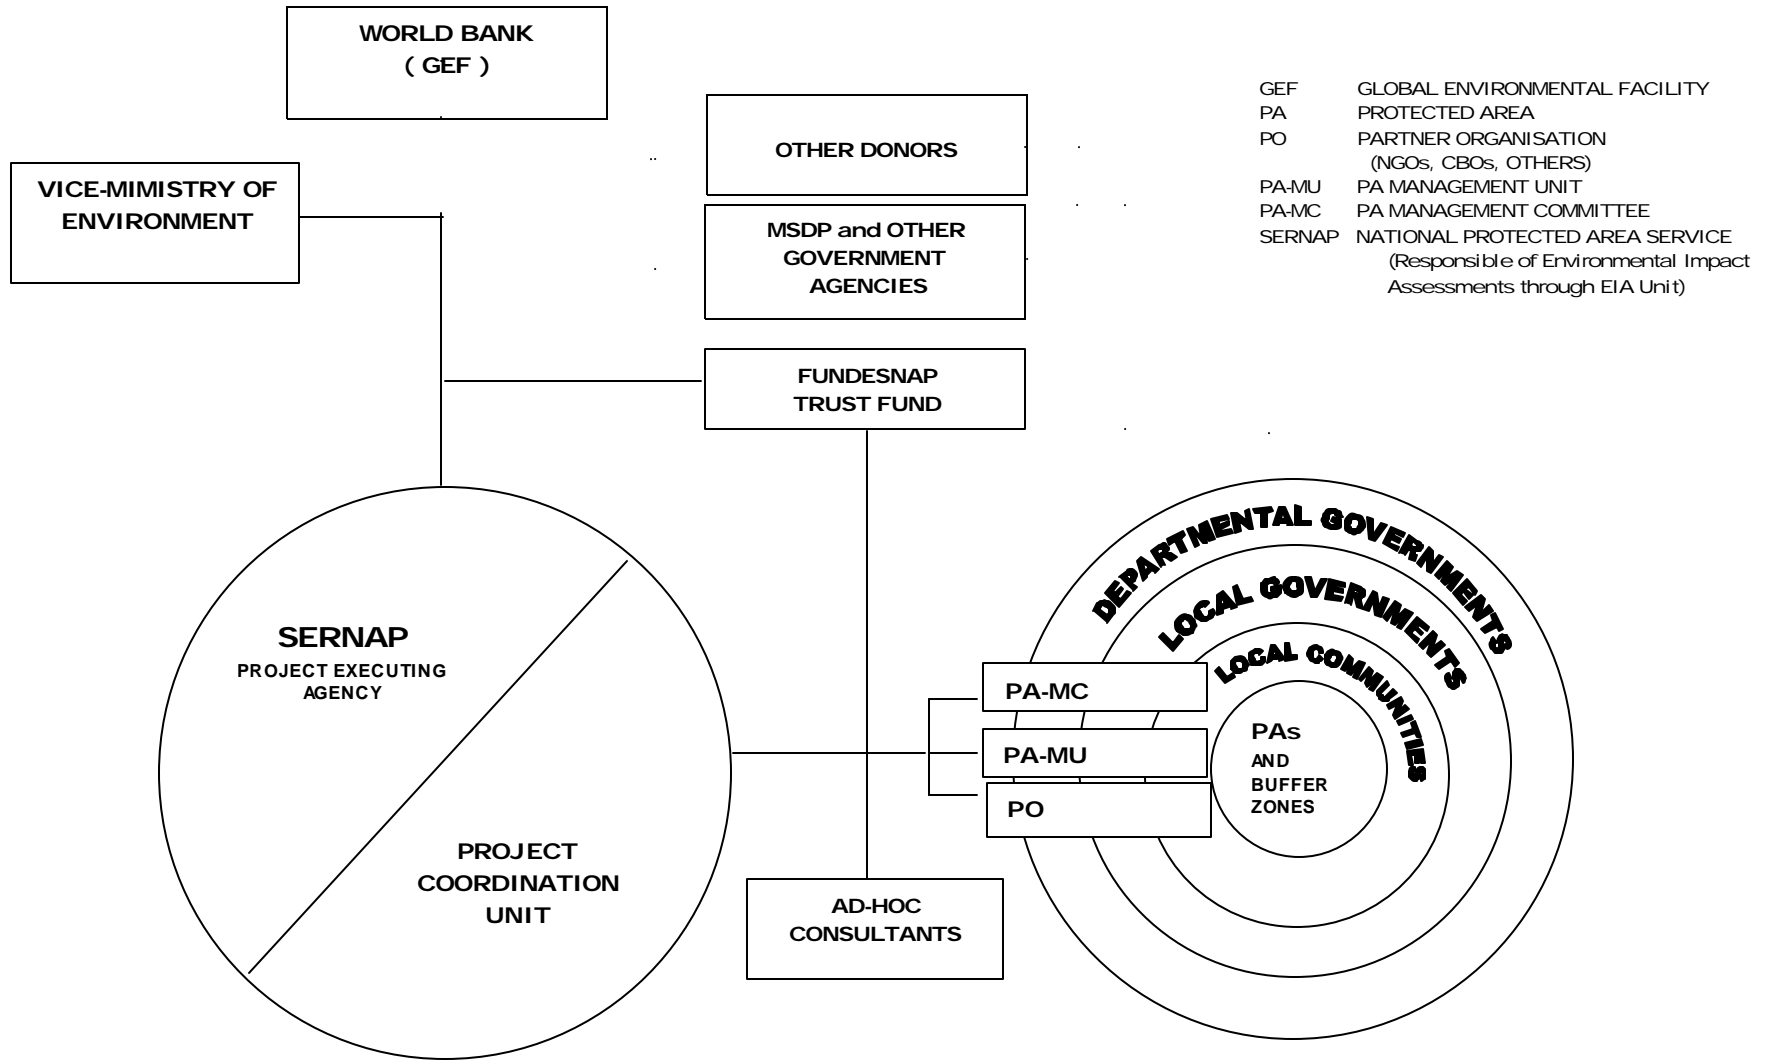 WORLD BANK
( GEF )
OTHER DONORS
VICE-MIMISTRY OF
ENVIRONMENT
MSDP and OTHER
GOVERNMENT
AGENCIES
FUNDESNAP
TRUST FUND
GEF GLOBAL ENVIRONMENTAL FACILITY
PA PROTECTED AREA
PO PARTNER ORGANISATION
(NGOs, CBOs, OTHERS)
PA-MU PA MANAGEMENT UNIT
PA-MC PA MANAGEMENT COMMITTEE
SERNAP NATIONAL PROTECTED AREA SERVICE
(Responsible of Environmental Impact
Assessments through EIA Unit)
SERNAP
PROJECT EXECUTING
AGENCY
PROJECT
COORDINATION
UNIT
AD-HOC
CONSULTANTS
DEPARTMENTAL GOVERNMENTS
LOCAL GOVERNMENTS
LOCAL COMMUNITIES
PA-MC
PA-MU
PO
PAs
AND
BUFFER
ZONES